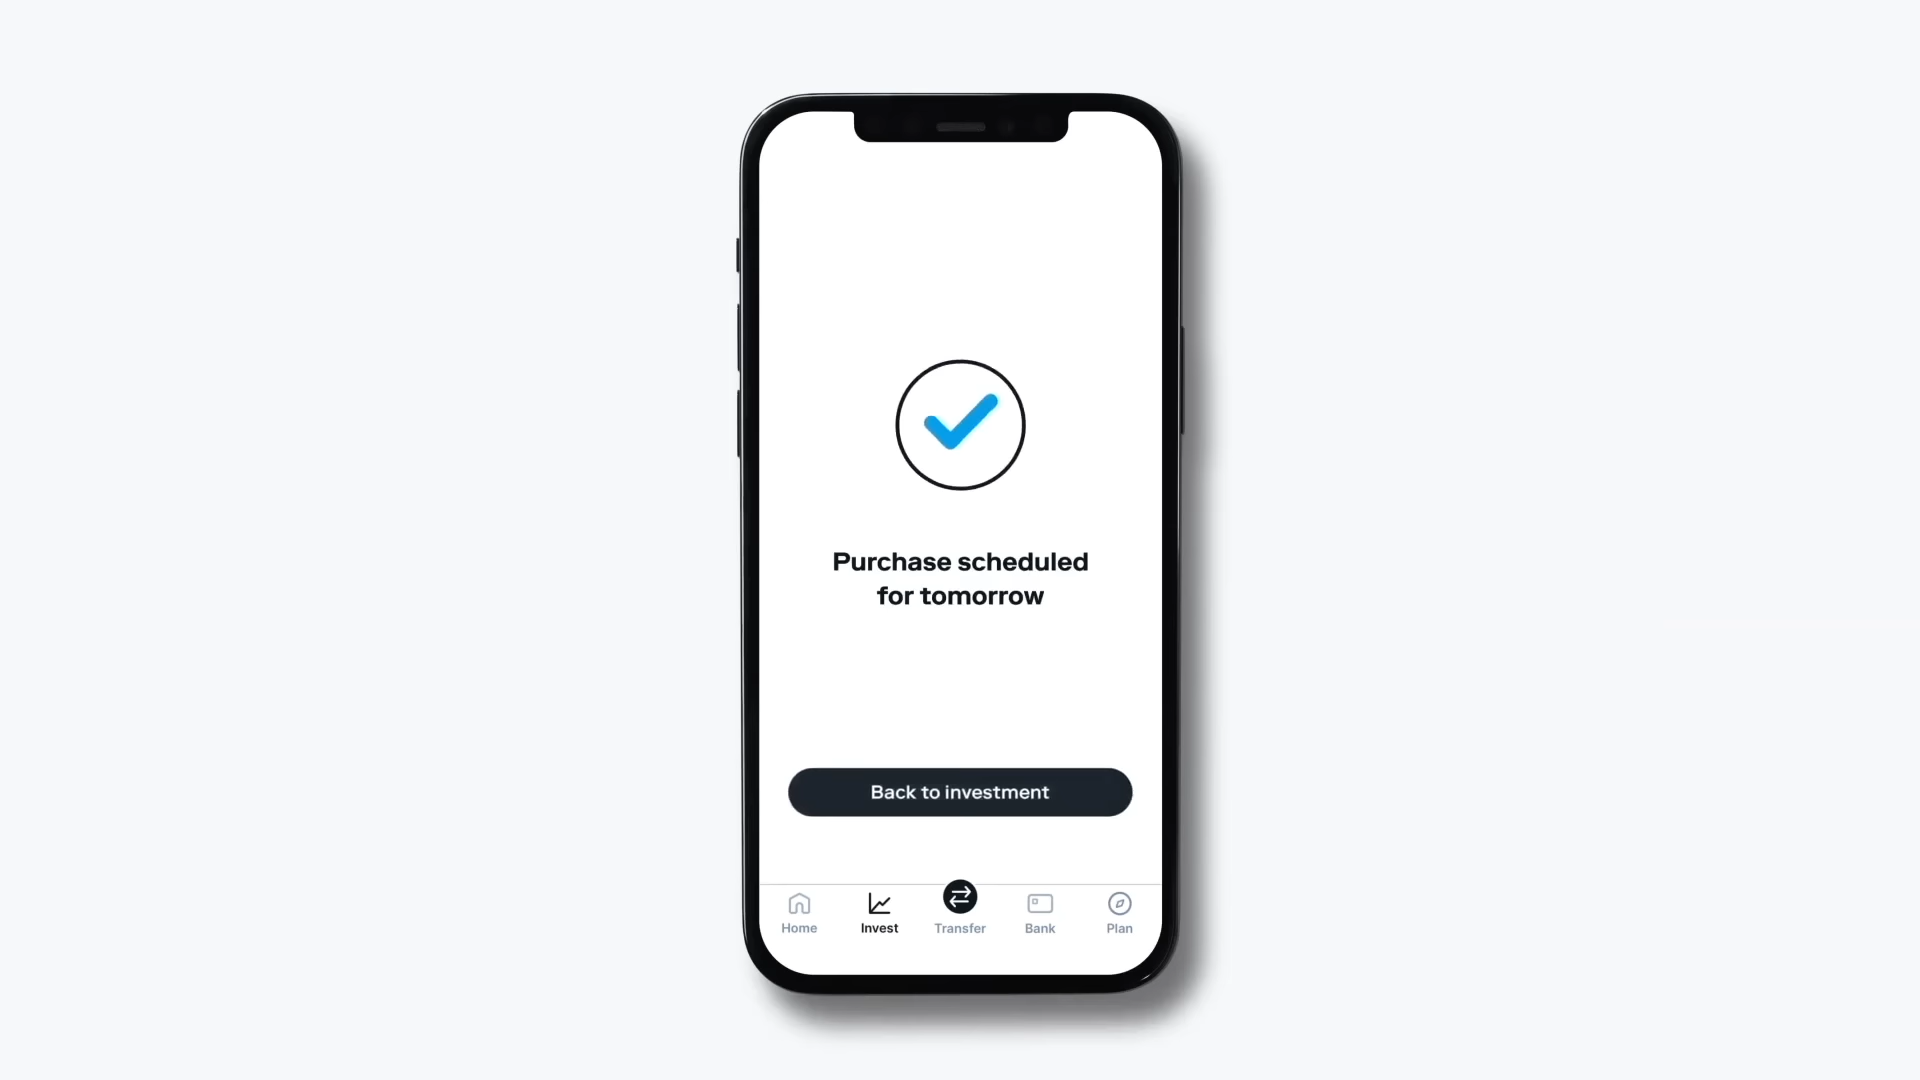 Purchase scheduled
for tomorrow
Back to investment
Home
Invest
Transfer
Bank
Plan